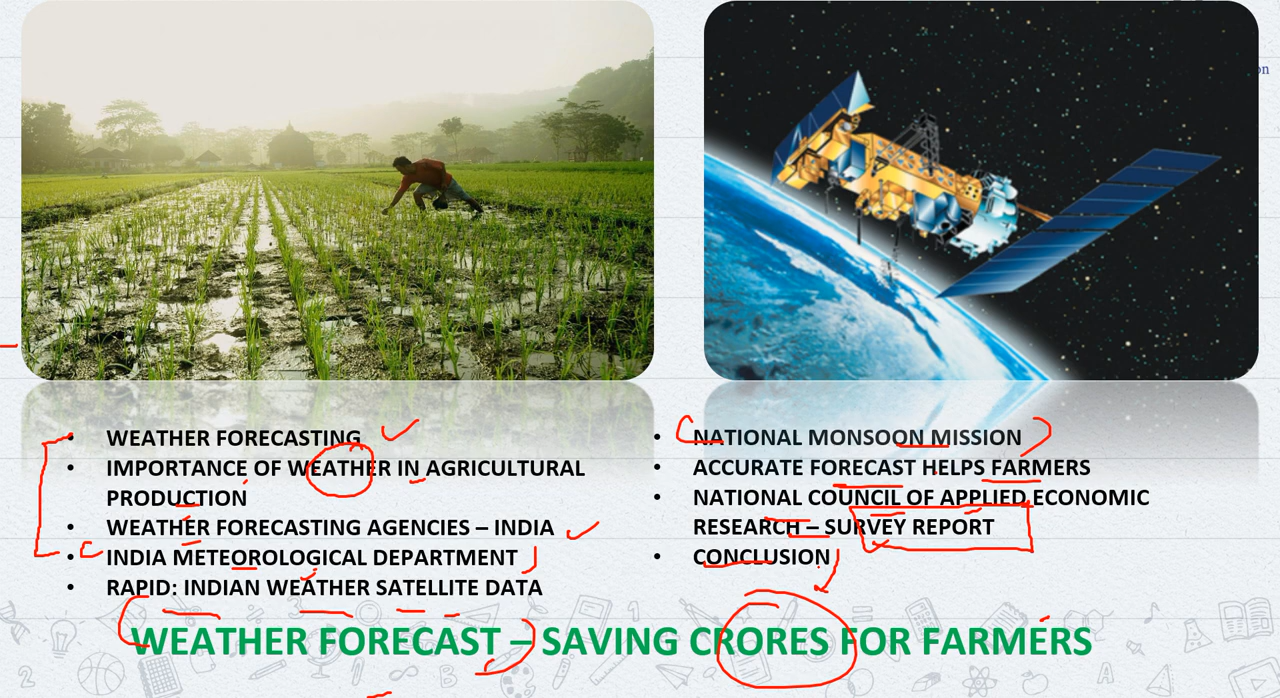 on
• WEATHER FORECASTING
• IMPORTANCE OF WEATHER IN AGRICULTURAL
PRODUCTION
• WEATHER FORECASTING AGENCIES – INDIA
• INDIA METEOROLOGICAL DEPARTMENT
• RAPID: INDIAN WEATHER SATELLITE DATA
• NATIONAL MONSOON MISSION
• ACCURATE FORECAST HELPS FARMERS
• NATIONAL COUNCIL OF APPLIED ECONOMIC
RESEARCH – SURVEY REPORT
• CONCLUSION
WEATHER FORECAST – SAVING CRORES FOR FARMERS